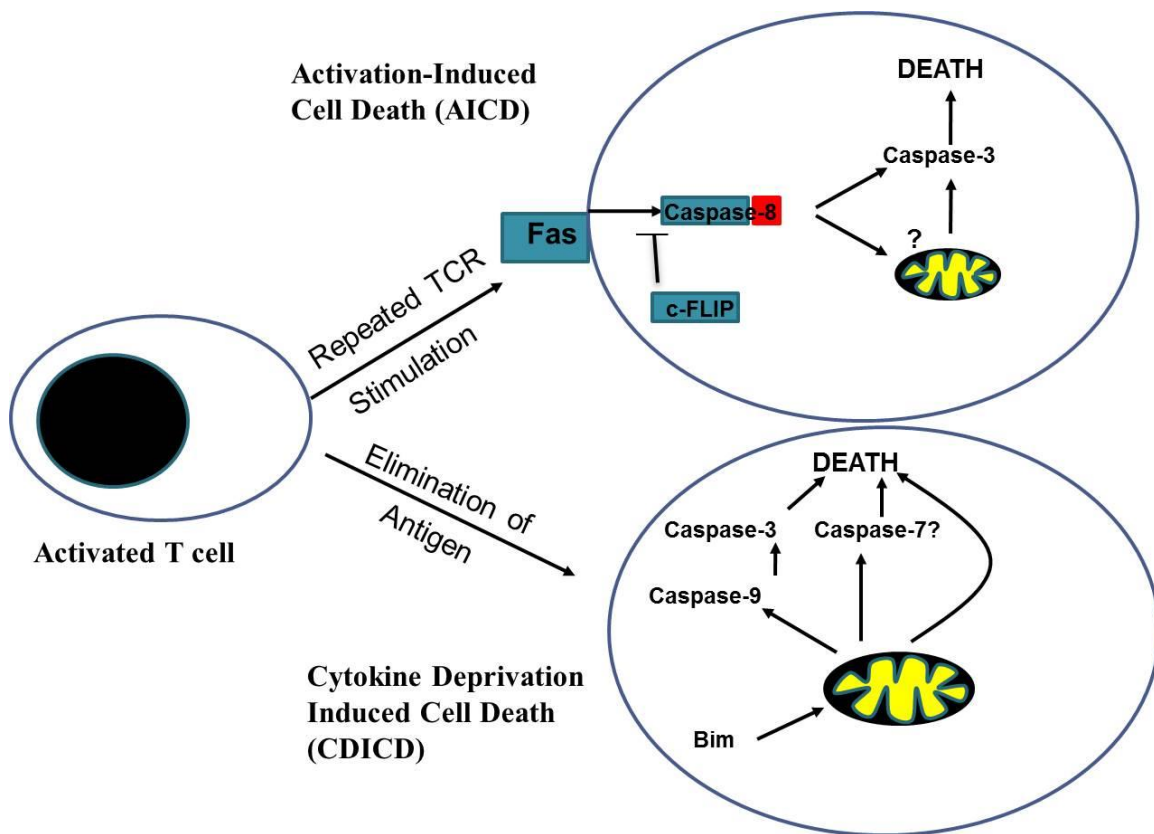 Activation-Induced
Cell Death (AICD)
DEATH
Caspase-3
Caspase-8
?
Fas
c-FLIP
Repeated TCR
Stimulation
Activated T cell
Elimination of
Antigen
DEATH
Caspase-3
Caspase-7?
Caspase-9
Bim
Cytokine Deprivation
Induced Cell Death
(CDICD)